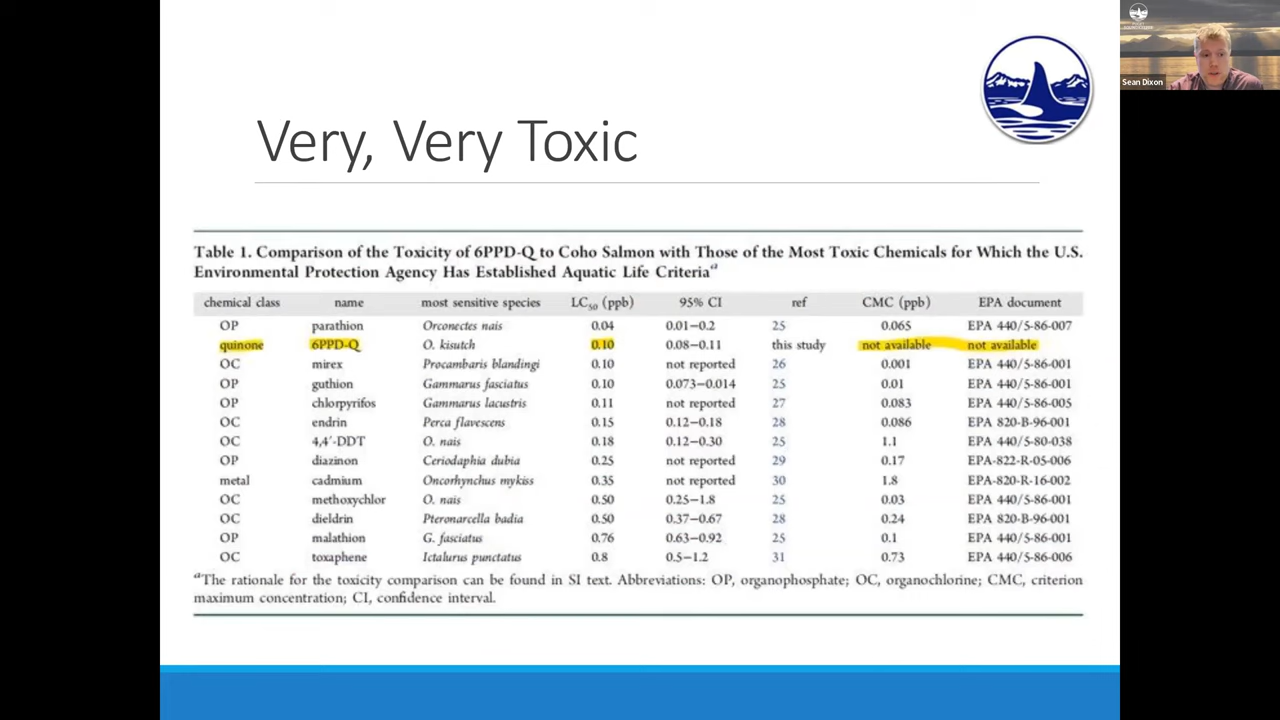 Sean Dixon
Very, Very Toxic
Table 1. Comparison of the Toxicity of 6PPD-Q to Coho Salmon with Those of the Most Toxic Chemicals for Which the U.S.
Environmental Protection Agency Has Established Aquatic Life Criteriaᵃ
chemical class name most sensitive species LC₅₀ (ppb) 95% CI ref CMC (ppb) EPA document
OP parathion Orconectes nais 0.04 0.01–0.2 25 0.065 EPA 440/5-86-007
quinone 6PPD-Q O. kisutch 0.10 0.08–0.11 this study not available not available
OC mirex Procambaris blandingi 0.10 not reported 26 0.001 EPA 440/5-86-001
OP guthion Gammarus fasciatus 0.10 0.073–0.014 25 0.01 EPA 440/5-86-001
OP chlorpyrifos Gammarus lacustris 0.11 not reported 27 0.083 EPA 440/5-86-005
OC endrin Perca flavescens 0.15 0.12–0.18 28 0.086 EPA 820-B-96-001
OC 4,4′-DDT O. nais 0.18 0.12–0.30 25 1.1 EPA 440/5-80-038
OP diazinon Ceriodaphia dubia 0.25 not reported 29 0.17 EPA-822-R-05-006
metal cadmium Oncorhynchus mykiss 0.35 not reported 30 1.8 EPA-820-R-16-002
OC methoxychlor O. nais 0.50 0.25–1.8 25 0.03 EPA 440/5-86-001
OC dieldrin Pteronarcella badia 0.50 0.37–0.67 28 0.24 EPA 820-B-96-001
OP malathion G. fasciatus 0.76 0.63–0.92 25 0.1 EPA 440/5-86-001
OC toxaphene Ictalurus punctatus 0.8 0.5–1.2 31 0.73 EPA 440/5-86-006
ᵃThe rationale for the toxicity comparison can be found in SI text. Abbreviations: OP, organophosphate; OC, organochlorine; CMC, criterion
maximum concentration; CI, confidence interval.